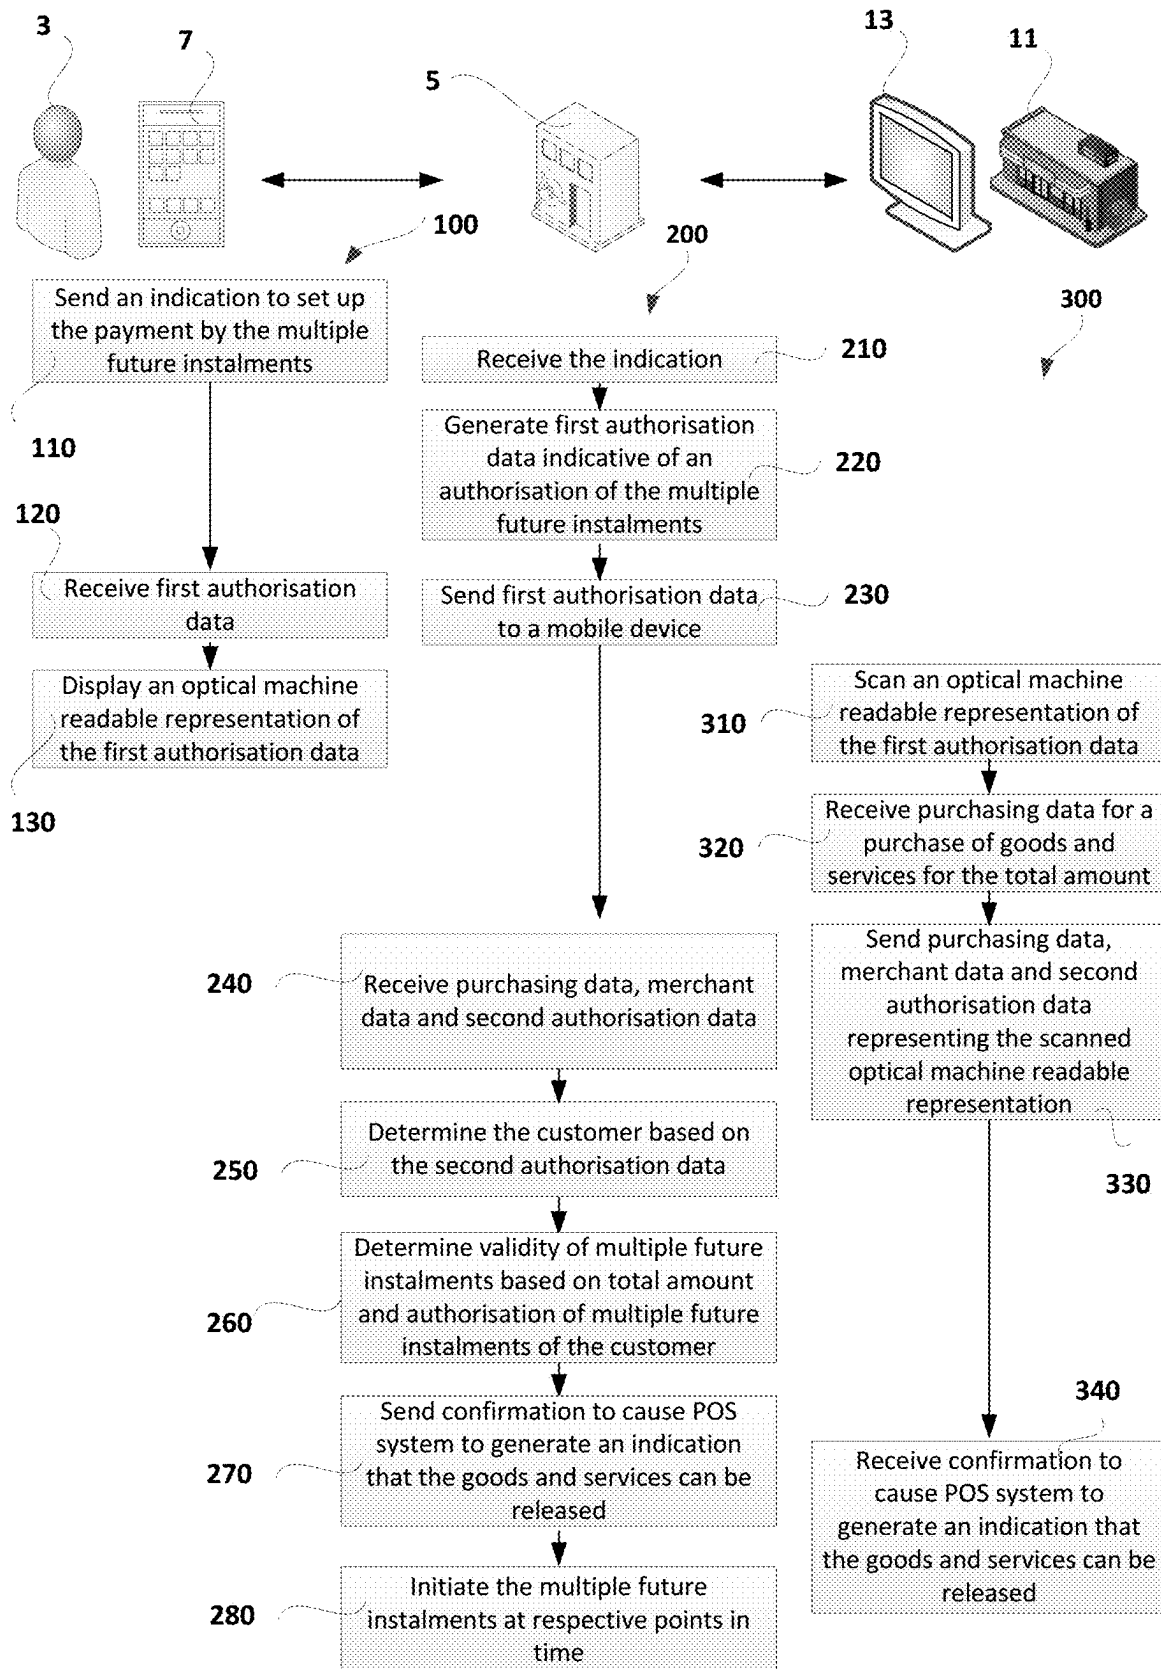 3
7
5
13
11
100
200
300
Send an indication to set up
the payment by the multiple
future instalments
110
120
Receive first authorisation
data
Display an optical machine
readable representation of
the first authorisation data
130
Receive the indication
210
Generate first authorisation
data indicative of an
authorisation of the multiple
future instalments
220
Send first authorisation data
to a mobile device
230
240
Receive purchasing data, merchant
data and second authorisation data
Determine the customer based on
the second authorisation data
250
Determine validity of multiple future
instalments based on total amount
and authorisation of multiple future
instalments of the customer
260
Send confirmation to cause POS
system to generate an indication
that the goods and services can be
released
270
Initiate the multiple future
instalments at respective points in
time
280
Scan an optical machine
readable representation of
the first authorisation data
310
Receive purchasing data for a
purchase of goods and
services for the total amount
320
Send purchasing data,
merchant data and second
authorisation data
representing the scanned
optical machine readable
representation
330
340
Receive confirmation to
cause POS system to
generate an indication that
the goods and services can be
released